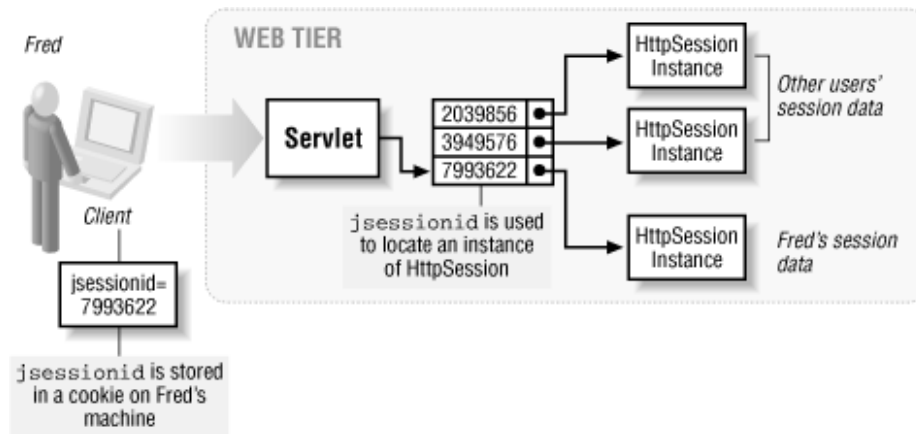 Fred
WEB TIER
Servlet
2039856
3949576
7993622
HttpSession
Instance
HttpSession
Instance
Other users'
session data
jsessionid is used
to locate an instance
of HttpSession
HttpSession
Instance
Fred's session
data
Client
jsessionid=
7993622
jsessionid is stored
in a cookie on Fred's
machine